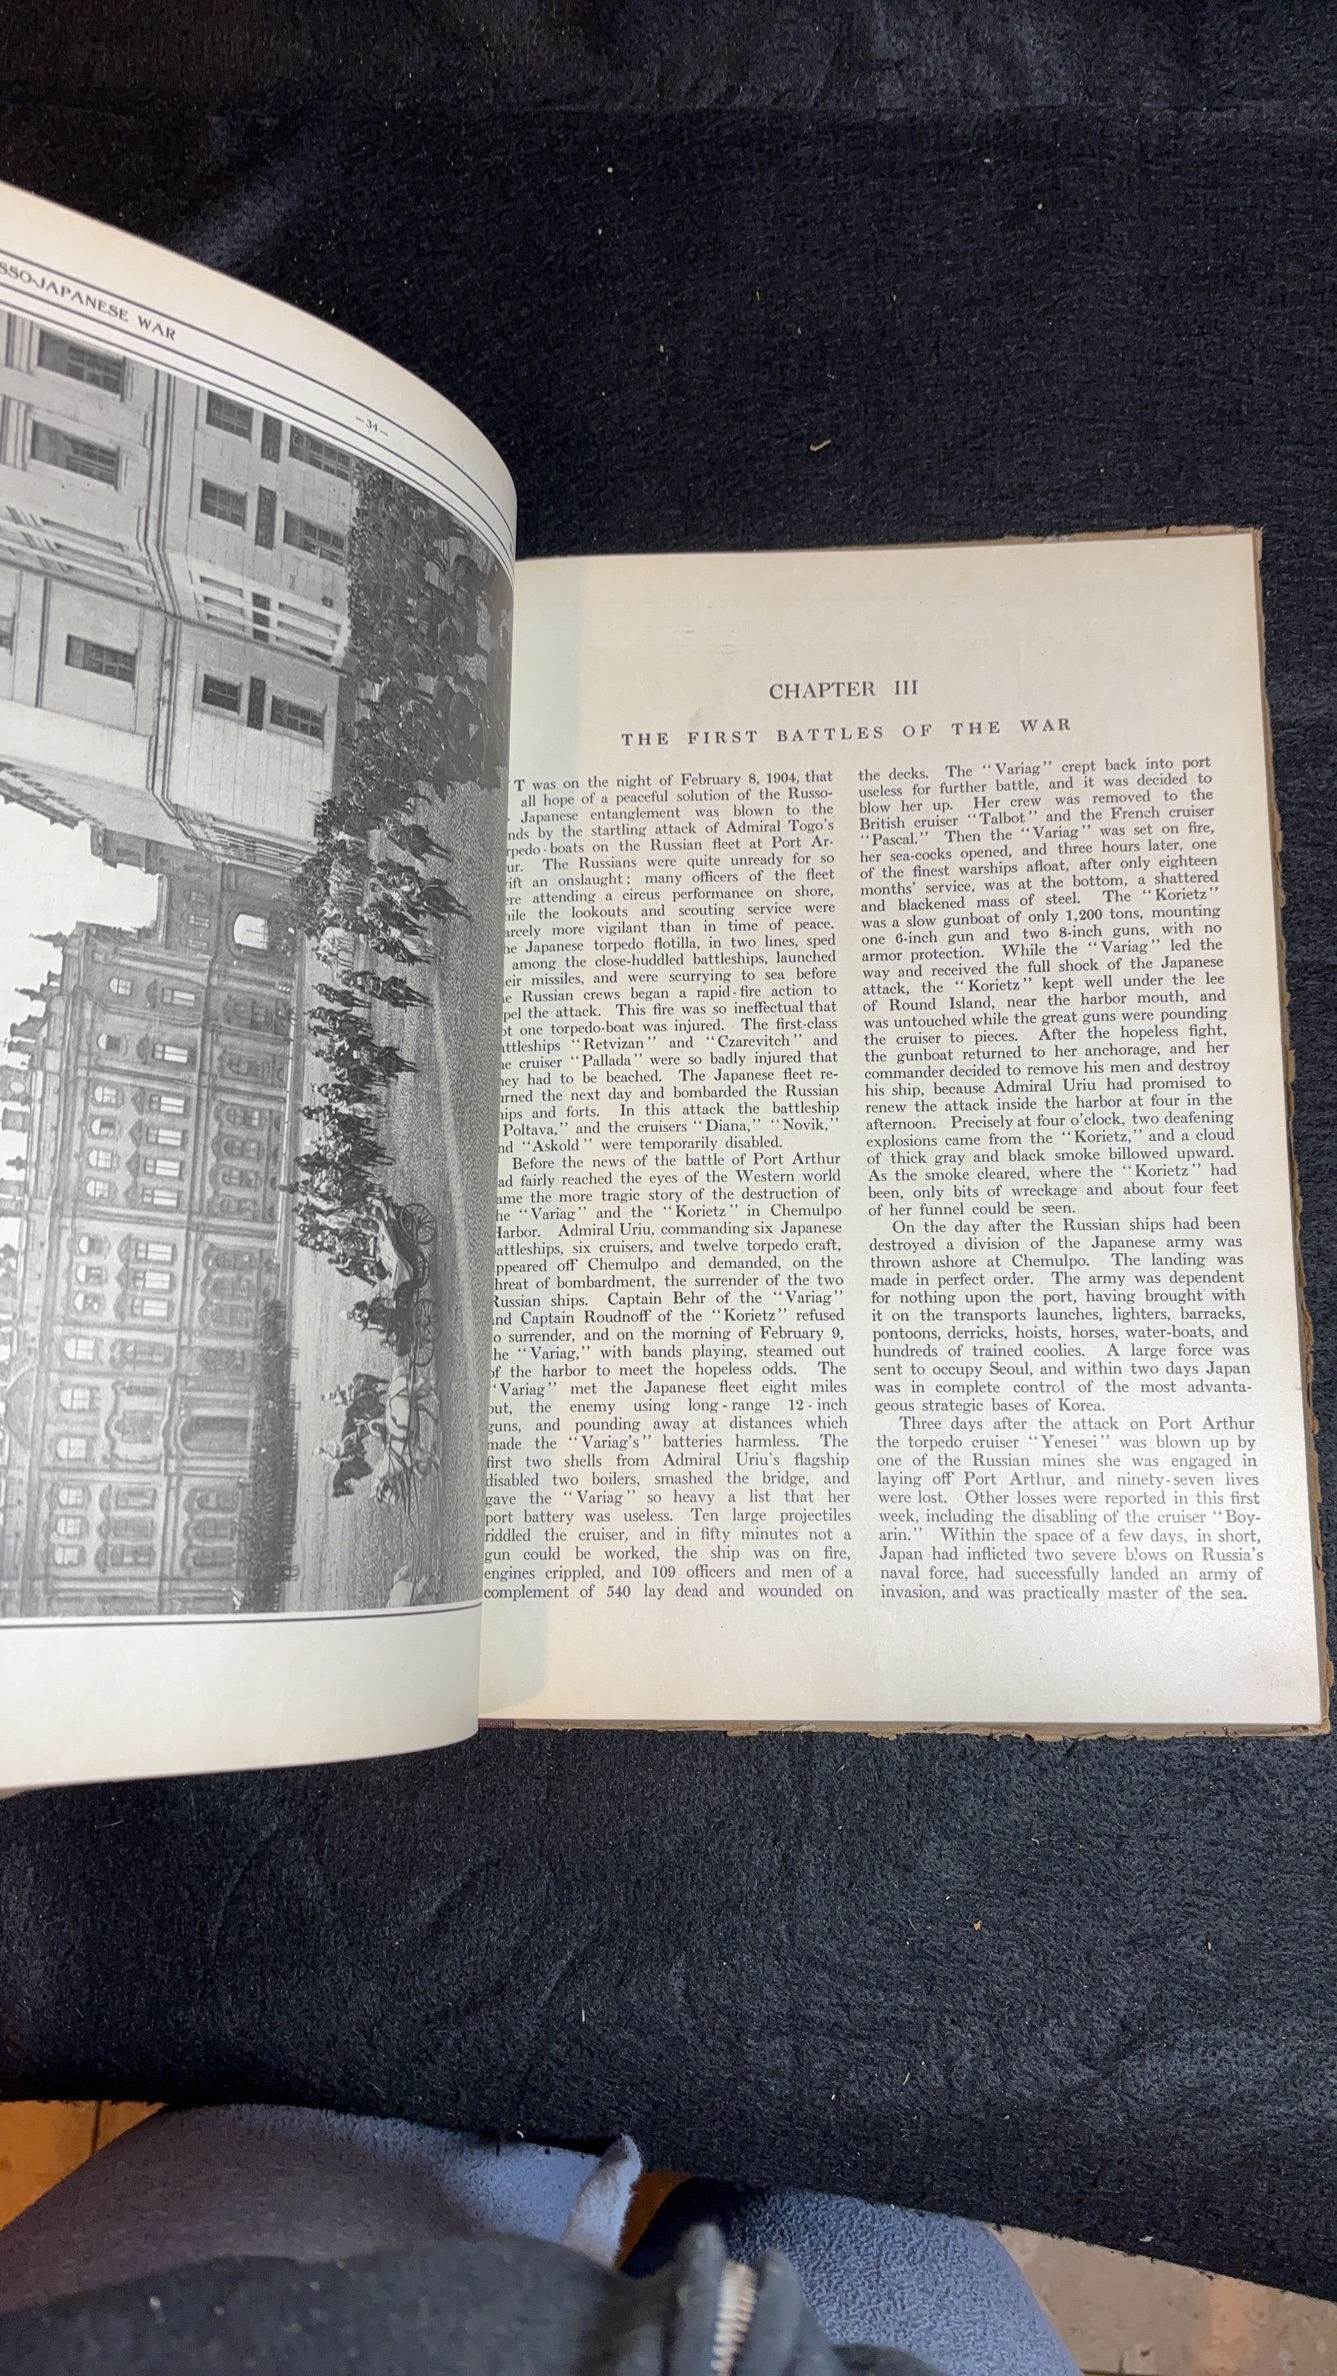 SSO-JAPANESE WAR
—34—
CHAPTER III
THE FIRST BATTLES OF THE WAR
T was on the night of February 8, 1904, that
all hope of a peaceful solution of the Russo-
Japanese entanglement was blown to the
nds by the startling attack of Admiral Togo's
rpedo-boats on the Russian fleet at Port Ar-
ur. The Russians were quite unready for so
ift an onslaught; many officers of the fleet
ere attending a circus performance on shore,
hile the lookouts and scouting service were
arcely more vigilant than in time of peace.
he Japanese torpedo flotilla, in two lines, sped
among the close-huddled battleships, launched
eir missiles, and were scurrying to sea before
e Russian crews began a rapid-fire action to
pel the attack. This fire was so ineffectual that
ot one torpedo-boat was injured. The first-class
attleships "Retvizan" and "Czarevitch" and
he cruiser "Pallada" were so badly injured that
hey had to be beached. The Japanese fleet re-
urned the next day and bombarded the Russian
hips and forts. In this attack the battleship
Poltava," and the cruisers "Diana," "Novik,"
nd "Askold" were temporarily disabled.
Before the news of the battle of Port Arthur
ad fairly reached the eyes of the Western world
ame the more tragic story of the destruction of
he "Variag" and the "Korietz" in Chemulpo
Harbor. Admiral Uriu, commanding six Japanese
attleships, six cruisers, and twelve torpedo craft,
ppeared off Chemulpo and demanded, on the
hreat of bombardment, the surrender of the two
Russian ships. Captain Behr of the "Variag"
nd Captain Roudnoff of the "Korietz" refused
o surrender, and on the morning of February 9,
he "Variag," with bands playing, steamed out
of the harbor to meet the hopeless odds. The
"Variag" met the Japanese fleet eight miles
out, the enemy using long-range 12-inch
guns, and pounding away at distances which
made the "Variag's" batteries harmless. The
first two shells from Admiral Uriu's flagship
disabled two boilers, smashed the bridge, and
gave the "Variag" so heavy a list that her
port battery was useless. Ten large projectiles
riddled the cruiser, and in fifty minutes not a
gun could be worked, the ship was on fire,
engines crippled, and 109 officers and men of a
complement of 540 lay dead and wounded on
the decks. The "Variag" crept back into port
useless for further battle, and it was decided to
blow her up. Her crew was removed to the
British cruiser "Talbot" and the French cruiser
"Pascal." Then the "Variag" was set on fire,
her sea-cocks opened, and three hours later, one
of the finest warships afloat, after only eighteen
months' service, was at the bottom, a shattered
and blackened mass of steel. The "Korietz"
was a slow gunboat of only 1,200 tons, mounting
one 6-inch gun and two 8-inch guns, with no
armor protection. While the "Variag" led the
way and received the full shock of the Japanese
attack, the "Korietz" kept well under the lee
of Round Island, near the harbor mouth, and
was untouched while the great guns were pounding
the cruiser to pieces. After the hopeless fight,
the gunboat returned to her anchorage, and her
commander decided to remove his men and destroy
his ship, because Admiral Uriu had promised to
renew the attack inside the harbor at four in the
afternoon. Precisely at four o'clock, two deafening
explosions came from the "Korietz," and a cloud
of thick gray and black smoke billowed upward.
As the smoke cleared, where the "Korietz" had
been, only bits of wreckage and about four feet
of her funnel could be seen.
On the day after the Russian ships had been
destroyed a division of the Japanese army was
thrown ashore at Chemulpo. The landing was
made in perfect order. The army was dependent
for nothing upon the port, having brought with
it on the transports launches, lighters, barracks,
pontoons, derricks, hoists, horses, water-boats, and
hundreds of trained coolies. A large force was
sent to occupy Seoul, and within two days Japan
was in complete control of the most advanta-
geous strategic bases of Korea.
Three days after the attack on Port Arthur
the torpedo cruiser "Yenesei" was blown up by
one of the Russian mines she was engaged in
laying off Port Arthur, and ninety-seven lives
were lost. Other losses were reported in this first
week, including the disabling of the cruiser "Boy-
arin." Within the space of a few days, in short,
Japan had inflicted two severe blows on Russia's
naval force, had successfully landed an army of
invasion, and was practically master of the sea.